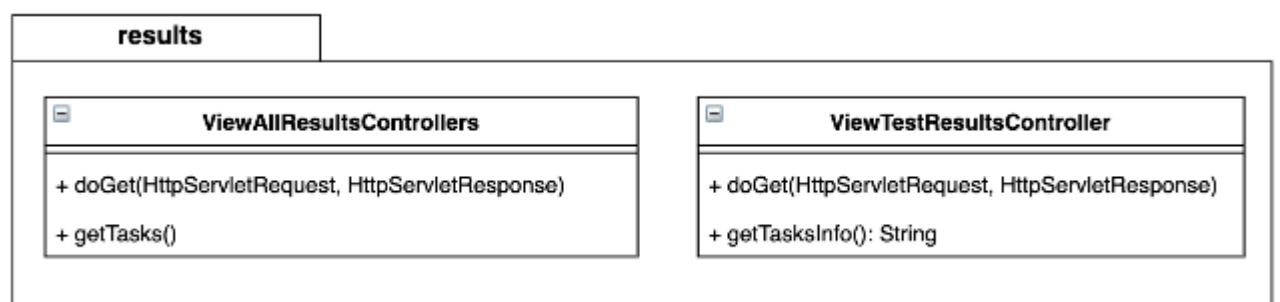 results
ViewAllResultsControllers
+ doGet(HttpServletRequest, HttpServletResponse)
+ getTasks()
ViewTestResultsController
+ doGet(HttpServletRequest, HttpServletResponse)
+ getTasksInfo(): String